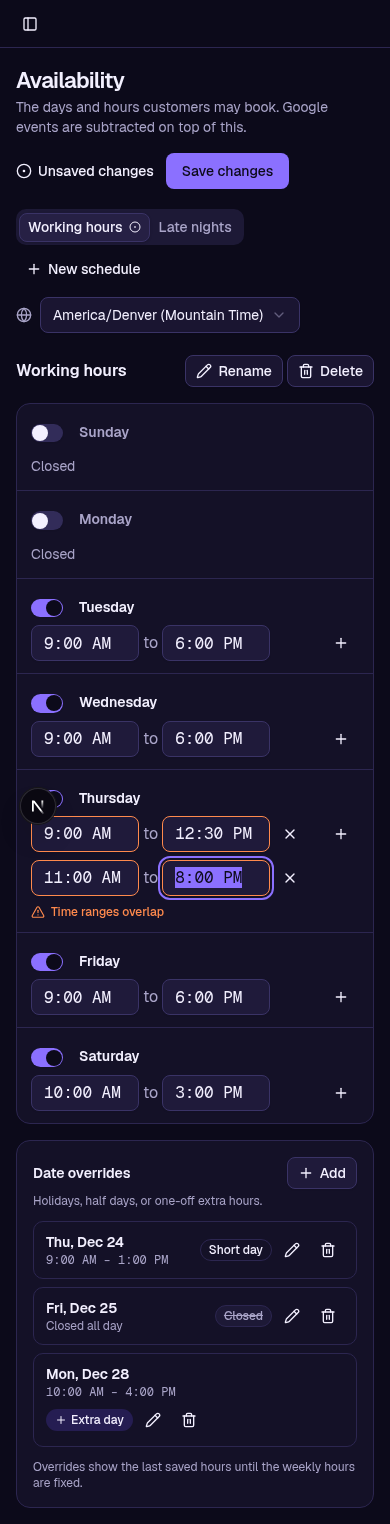 Availability
The days and hours customers may book. Google
events are subtracted on top of this.
Unsaved changes
Save changes
Working hours
Late nights
New schedule
America/Denver (Mountain Time)
Working hours
Rename
Delete
Sunday
Closed
Monday
Closed
Tuesday
9:00 AM to 6:00 PM
Wednesday
9:00 AM to 6:00 PM
Thursday
N
9:00 AM to 12:30 PM
11:00 AM to 8:00 PM
Time ranges overlap
Friday
9:00 AM to 6:00 PM
Saturday
10:00 AM to 3:00 PM
Date overrides
Add
Holidays, half days, or one-off extra hours.
Thu, Dec 24
9:00 AM – 1:00 PM
Short day
Fri, Dec 25
Closed all day
Closed
Mon, Dec 28
10:00 AM – 4:00 PM
Extra day
Overrides show the last saved hours until the weekly hours
are fixed.